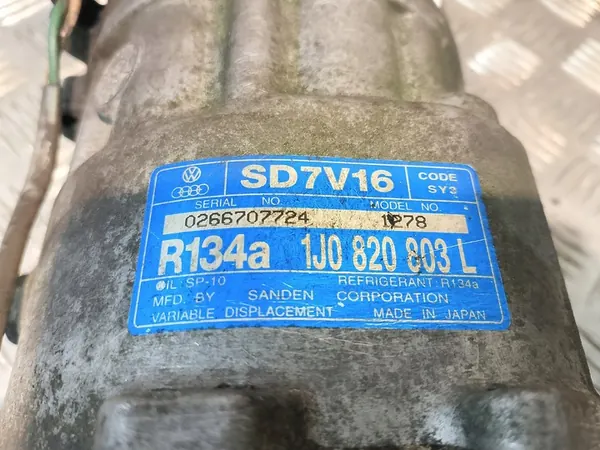 SD7V16
CODE
SY3
SERIAL NO.
MODEL NO.
0266707724
1278
R134a
1J0 820 803 L
OIL: SP-10
REFRIGERANT: R134a
MFD. BY SANDEN CORPORATION
VARIABLE DISPLACEMENT
MADE IN JAPAN